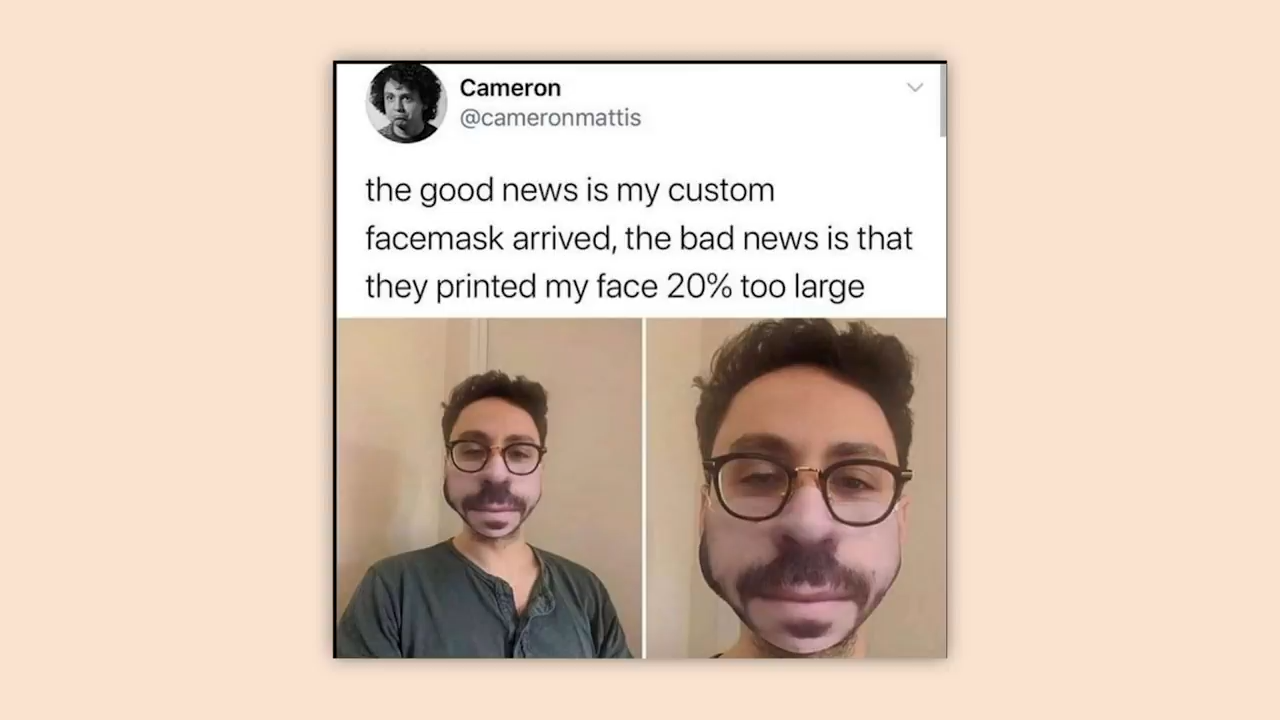 Cameron
@cameronmattis
the good news is my custom
facemask arrived, the bad news is that
they printed my face 20% too large